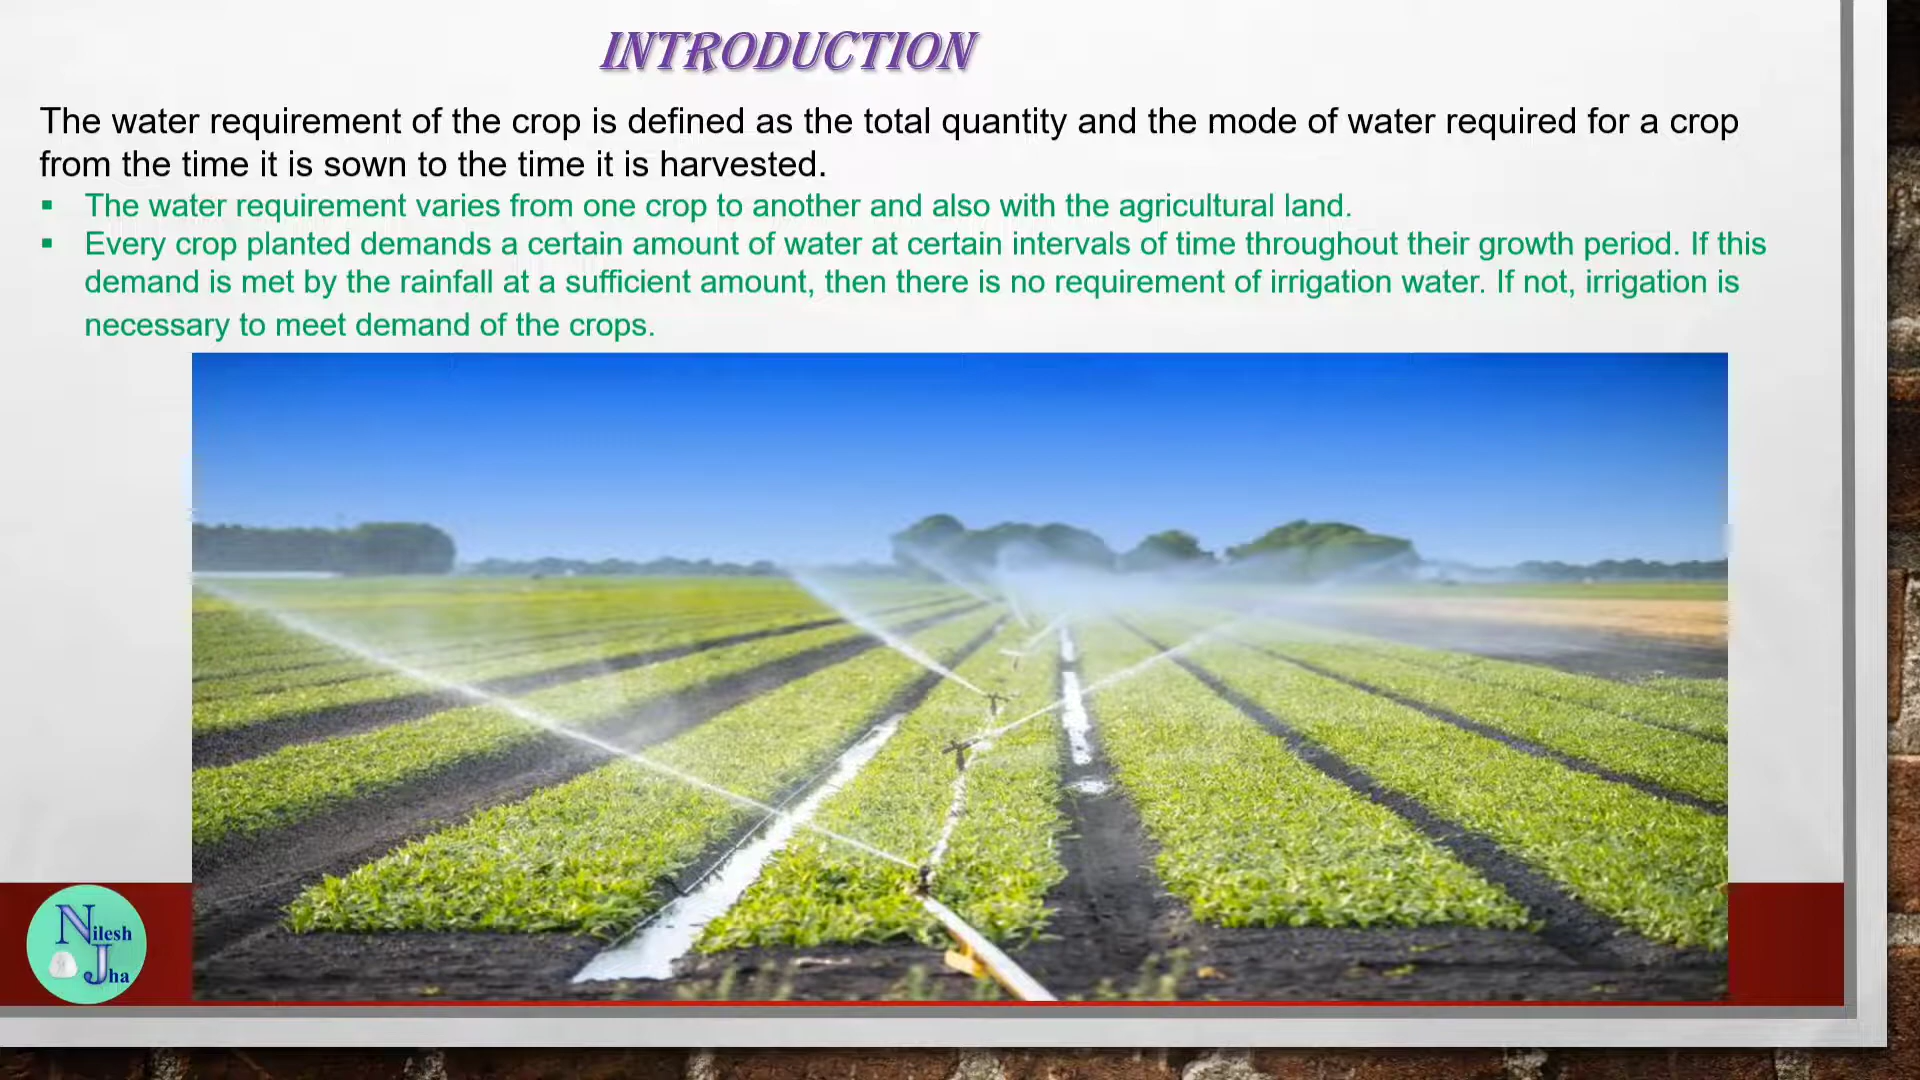 INTRODUCTION
The water requirement of the crop is defined as the total quantity and the mode of water required for a crop
from the time it is sown to the time it is harvested.
▪ The water requirement varies from one crop to another and also with the agricultural land.
▪ Every crop planted demands a certain amount of water at certain intervals of time throughout their growth period. If this
demand is met by the rainfall at a sufficient amount, then there is no requirement of irrigation water. If not, irrigation is
necessary to meet demand of the crops.
Nilesh
Jha